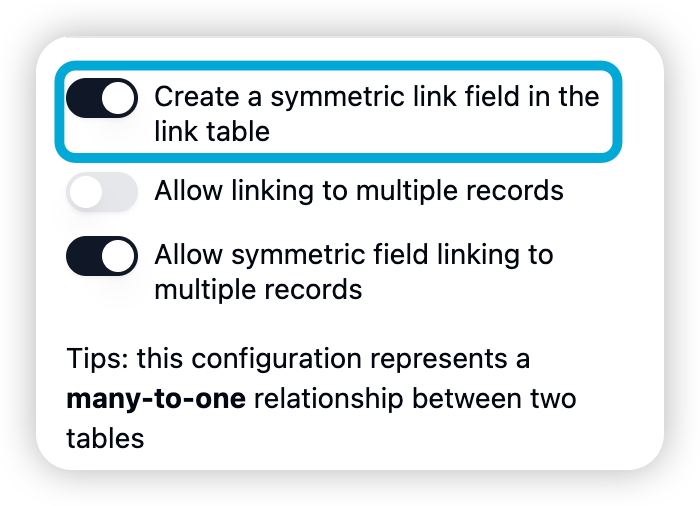 Create a symmetric link field in the
link table
Allow linking to multiple records
Allow symmetric field linking to
multiple records
Tips: this configuration represents a
many-to-one relationship between two
tables